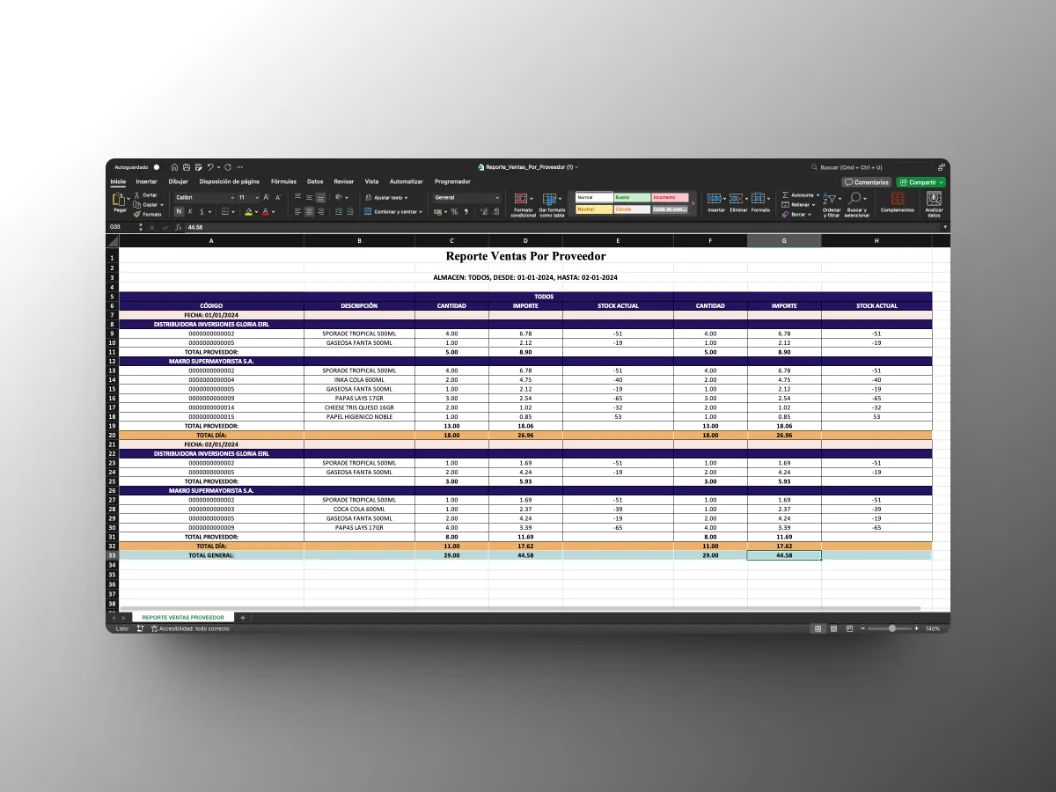 Autoguardado
Reporte_Ventas_Por_Proveedor (1)
Buscar (Cmd + Ctrl + U)
Inicio Insertar Dibujar Disposición de página Fórmulas Datos Revisar Vista Automatizar Programador
Comentarios Compartir
Pegar Cortar Copiar Formato
Calibri 11
N K S
Ajustar texto
Combinar y centrar
General
Formato condicional Dar formato como tabla
Normal Bueno Incorrecto
Neutral Cálculo
Insertar Eliminar Formato
Autosuma Rellenar Borrar
Ordenar y filtrar Buscar y seleccionar
Complementos Analizar datos
G33 fx 44.58
A B C D E F G H
1 Reporte Ventas Por Proveedor
2
3 ALMACEN: TODOS, DESDE: 01-01-2024, HASTA: 02-01-2024
4
5 TODOS
6 CÓDIGO DESCRIPCIÓN CANTIDAD IMPORTE STOCK ACTUAL CANTIDAD IMPORTE STOCK ACTUAL
7 FECHA: 01/01/2024
8 DISTRIBUIDORA INVERSIONES GLORIA EIRL
9 0000000000002 SPORADE TROPICAL 500ML 4.00 6.78 -51 4.00 6.78 -51
10 0000000000005 GASEOSA FANTA 500ML 1.00 2.12 -19 1.00 2.12 -19
11 TOTAL PROVEEDOR: 5.00 8.90 5.00 8.90
12 MAKRO SUPERMAYORISTA S.A.
13 0000000000002 SPORADE TROPICAL 500ML 4.00 6.78 -51 4.00 6.78 -51
14 0000000000004 INKA COLA 600ML 2.00 4.75 -40 2.00 4.75 -40
15 0000000000005 GASEOSA FANTA 500ML 1.00 2.12 -19 1.00 2.12 -19
16 0000000000009 PAPAS LAYS 17GR 3.00 2.54 -65 3.00 2.54 -65
17 0000000000014 CHEESE TRIS QUESO 16GR 2.00 1.02 -32 2.00 1.02 -32
18 0000000000015 PAPEL HIGIENICO NOBLE 1.00 0.85 53 1.00 0.85 53
19 TOTAL PROVEEDOR: 13.00 18.06 13.00 18.06
20 TOTAL DÍA: 18.00 26.96 18.00 26.96
21 FECHA: 02/01/2024
22 DISTRIBUIDORA INVERSIONES GLORIA EIRL
23 0000000000002 SPORADE TROPICAL 500ML 1.00 1.69 -51 1.00 1.69 -51
24 0000000000005 GASEOSA FANTA 500ML 2.00 4.24 -19 2.00 4.24 -19
25 TOTAL PROVEEDOR: 3.00 5.93 3.00 5.93
26 MAKRO SUPERMAYORISTA S.A.
27 0000000000002 SPORADE TROPICAL 500ML 1.00 1.69 -51 1.00 1.69 -51
28 0000000000003 COCA COLA 600ML 1.00 2.37 -39 1.00 2.37 -39
29 0000000000005 GASEOSA FANTA 500ML 2.00 4.24 -19 2.00 4.24 -19
30 0000000000009 PAPAS LAYS 17GR 4.00 3.39 -65 4.00 3.39 -65
31 TOTAL PROVEEDOR: 8.00 11.69 8.00 11.69
32 TOTAL DÍA: 11.00 17.62 11.00 17.62
33 TOTAL GENERAL: 29.00 44.58 29.00 44.58
34
35
36
37
38
REPORTE VENTAS PROVEEDOR
Listo Accesibilidad: todo correcto 140%